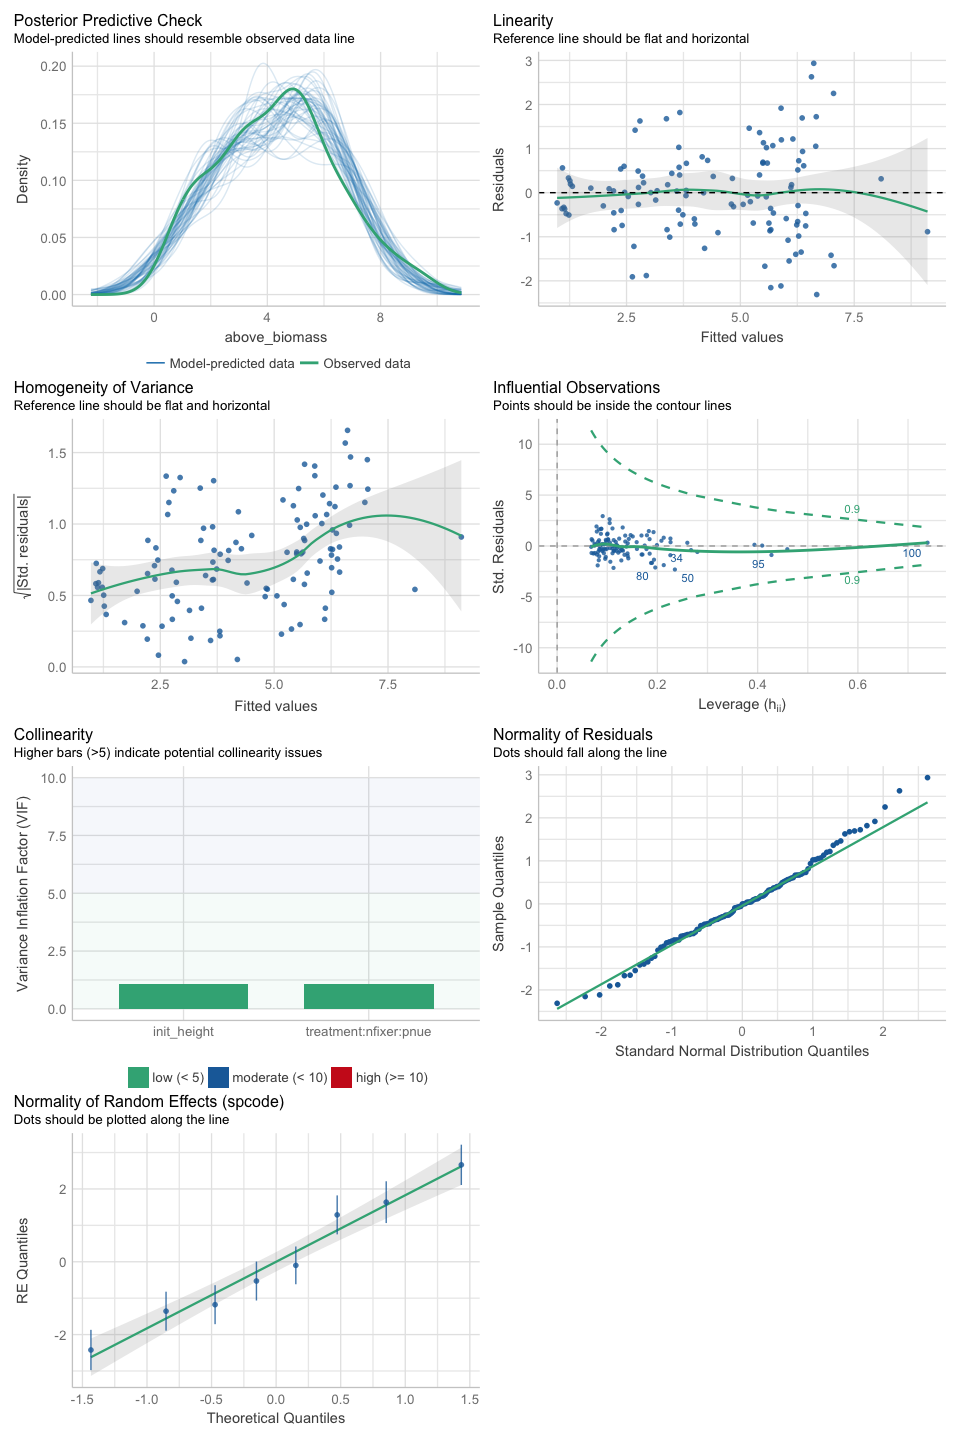 Posterior Predictive Check
Model-predicted lines should resemble observed data line
Density
0.20
0.15
0.10
0.05
0.00
0
4
8
above_biomass
Model-predicted data
Observed data
Linearity
Reference line should be flat and horizontal
Residuals
3
2
1
0
-1
-2
2.5
5.0
7.5
Fitted values
Homogeneity of Variance
Reference line should be flat and horizontal
√|Std. residuals|
1.5
1.0
0.5
0.0
2.5
5.0
7.5
Fitted values
Influential Observations
Points should be inside the contour lines
Std. Residuals
10
5
0
-5
-10
0.9
34
80
50
95
100
0.9
0.0
0.2
0.4
0.6
Leverage (hii)
Collinearity
Higher bars (>5) indicate potential collinearity issues
Variance Inflation Factor (VIF)
10.0
7.5
5.0
2.5
0.0
init_height
treatment:nfixer:pnue
low (< 5)
moderate (< 10)
high (>= 10)
Normality of Residuals
Dots should fall along the line
Sample Quantiles
3
2
1
0
-1
-2
-2
-1
0
1
2
Standard Normal Distribution Quantiles
Normality of Random Effects (spcode)
Dots should be plotted along the line
RE Quantiles
2
0
-2
-1.5
-1.0
-0.5
0.0
0.5
1.0
1.5
Theoretical Quantiles